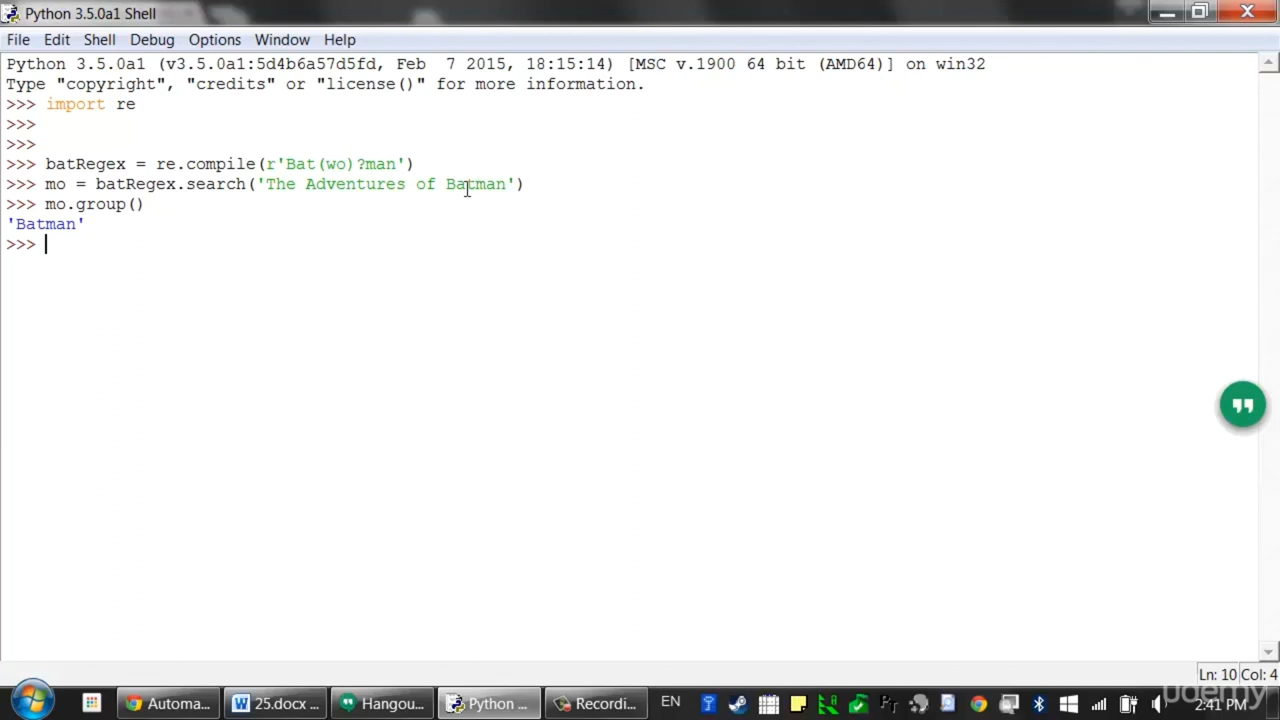 Python 3.5.0a1 Shell
File Edit Shell Debug Options Window Help
Python 3.5.0a1 (v3.5.0a1:5d4b6a57d5fd, Feb  7 2015, 18:15:14) [MSC v.1900 64 bit (AMD64)] on win32
Type "copyright", "credits" or "license()" for more information.
>>> import re
>>>
>>>
>>> batRegex = re.compile(r'Bat(wo)?man')
>>> mo = batRegex.search('The Adventures of Batman')
>>> mo.group()
'Batman'
>>>
Ln: 10 Col: 4
Automa... 25.docx ... Hangou... Python ... Recordi... EN 2:41 PM
udemy